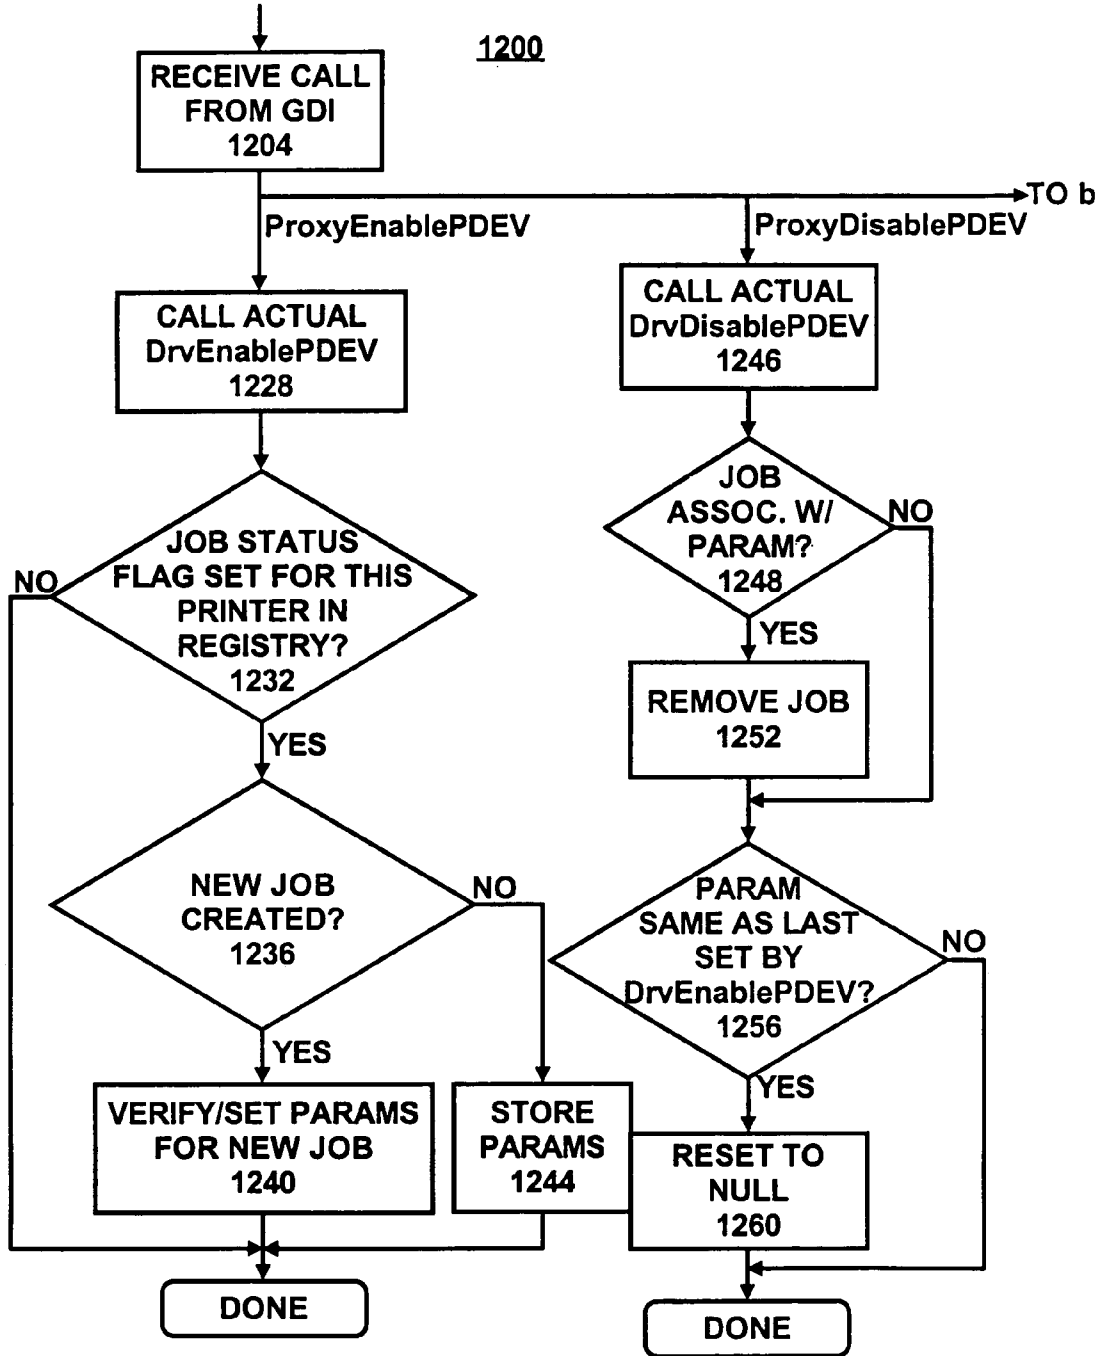 1200
RECEIVE CALL
FROM GDI
1204
TO b
ProxyEnablePDEV
ProxyDisablePDEV
CALL ACTUAL
DrvEnablePDEV
1228
CALL ACTUAL
DrvDisablePDEV
1246
JOB STATUS
FLAG SET FOR THIS
PRINTER IN
REGISTRY?
1232
NO
YES
JOB
ASSOC. W/
PARAM?
1248
NO
YES
REMOVE JOB
1252
NEW JOB
CREATED?
1236
NO
YES
PARAM
SAME AS LAST
SET BY
DrvEnablePDEV?
1256
NO
YES
VERIFY/SET PARAMS
FOR NEW JOB
1240
STORE
PARAMS
1244
RESET TO
NULL
1260
DONE
DONE